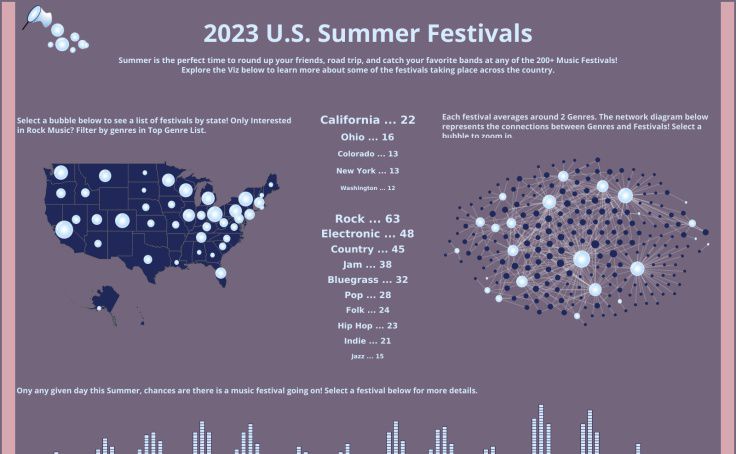 2023 U.S. Summer Festivals
Summer is the perfect time to round up your friends, road trip, and catch your favorite bands at any of the 200+ Music Festivals!
Explore the Viz below to learn more about some of the festivals taking place across the country.
Select a bubble below to see a list of festivals by state! Only Interested
in Rock Music? Filter by genres in Top Genre List.
California ... 22
Ohio ... 16
Colorado ... 13
New York ... 13
Washington ... 12
Rock ... 63
Electronic ... 48
Country ... 45
Jam ... 38
Bluegrass ... 32
Pop ... 28
Folk ... 24
Hip Hop ... 23
Indie ... 21
Jazz ... 15
Each festival averages around 2 Genres. The network diagram below
represents the connections between Genres and Festivals! Select a
bubble to zoom in.
Ony any given day this Summer, chances are there is a music festival going on! Select a festival below for more details.